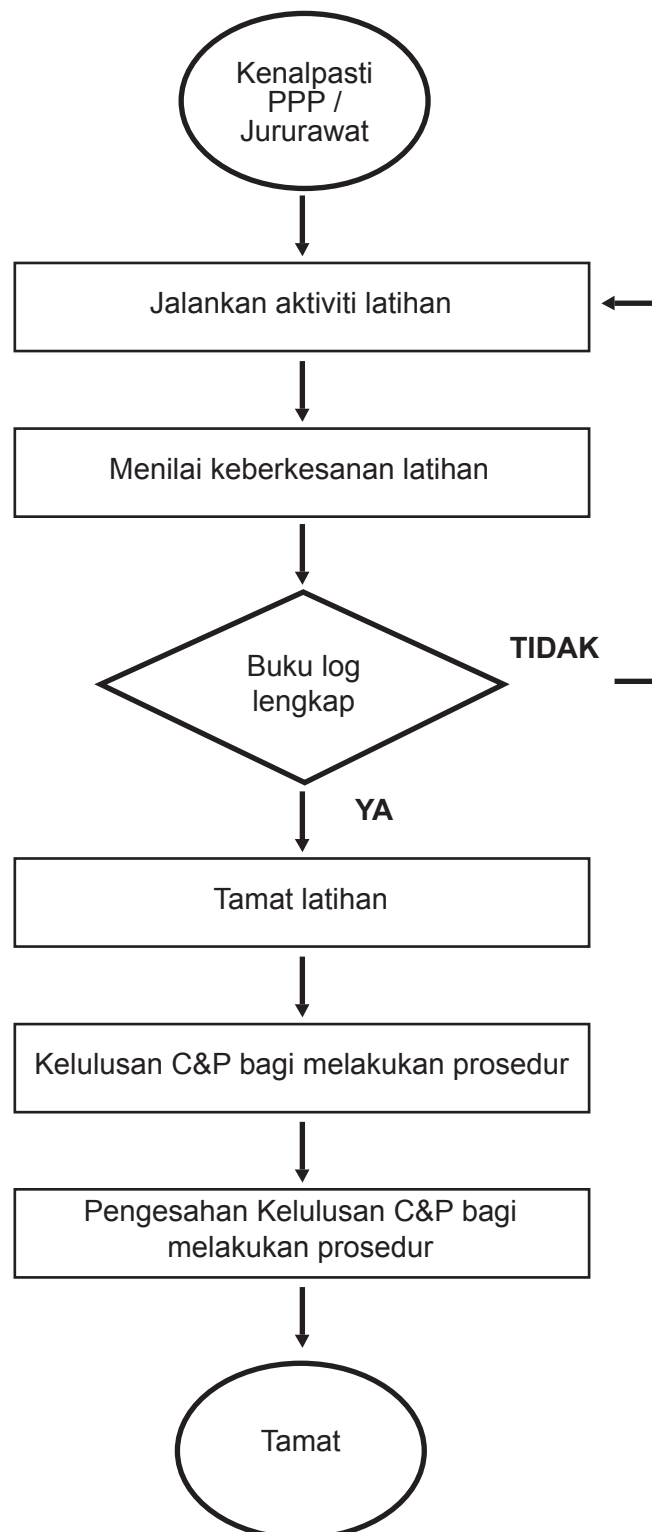 Kenalpasti
PPP /
Jururawat
Jalankan aktiviti latihan
Menilai keberkesanan latihan
Buku log
lengkap
TIDAK
YA
Tamat latihan
Kelulusan C&P bagi melakukan prosedur
Pengesahan Kelulusan C&P bagi
melakukan prosedur
Tamat